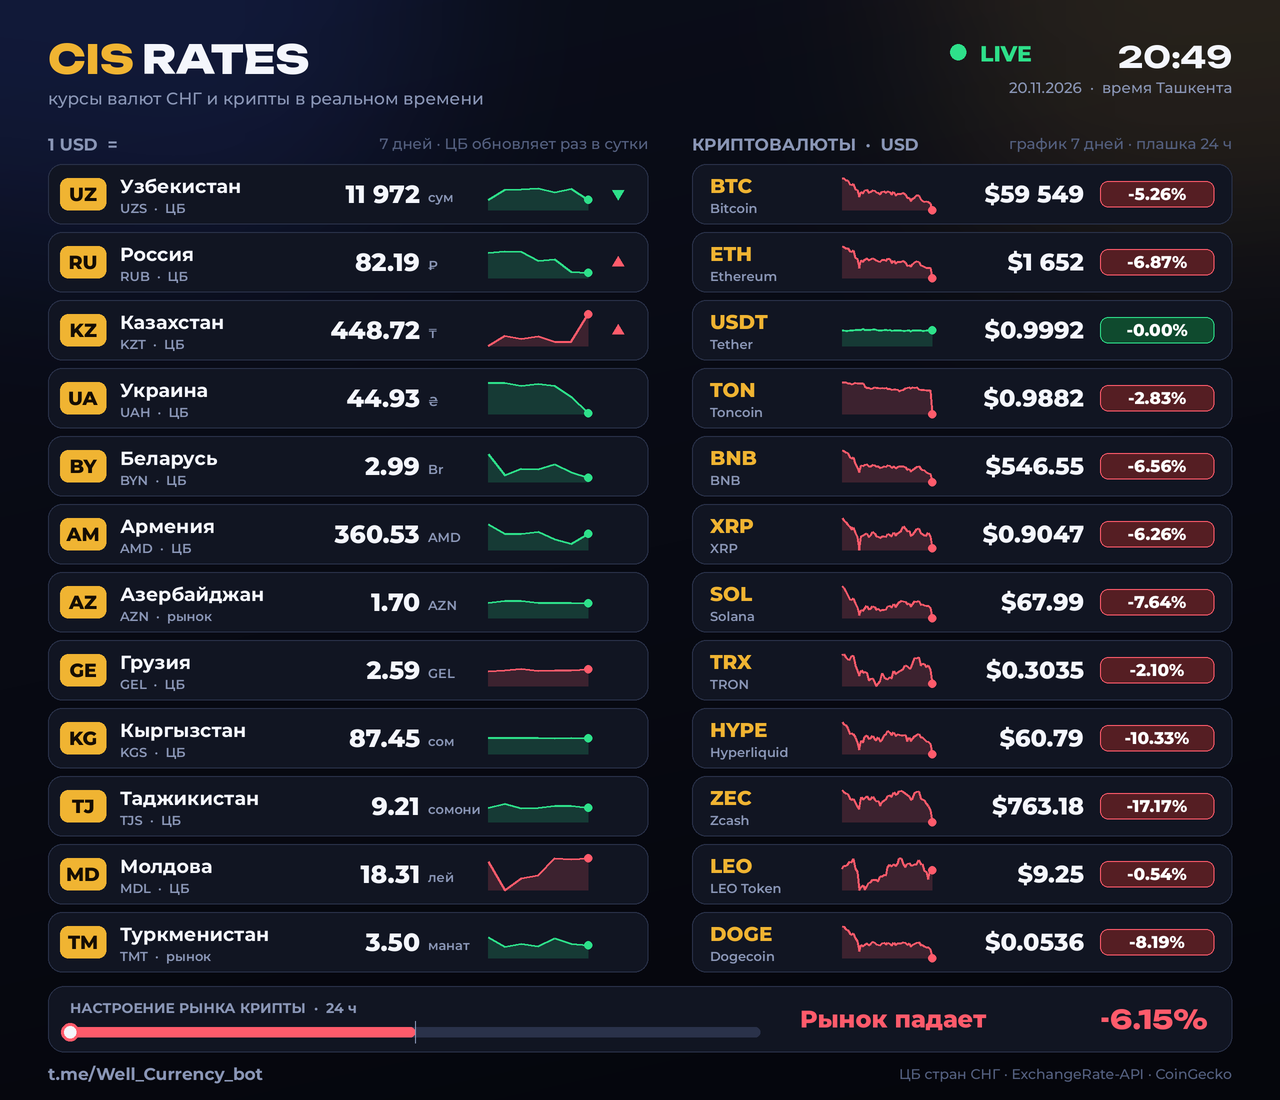 CIS RATES
курсы валют СНГ и крипты в реальном времени
LIVE 20:49
20.11.2026 · время Ташкента
1 USD = 7 дней · ЦБ обновляет раз в сутки
UZ Узбекистан 11 972 сум
UZS · ЦБ
RU Россия 82.19 ₽
RUB · ЦБ
KZ Казахстан 448.72 ₸
KZT · ЦБ
UA Украина 44.93 ₴
UAH · ЦБ
BY Беларусь 2.99 Br
BYN · ЦБ
AM Армения 360.53 AMD
AMD · ЦБ
AZ Азербайджан 1.70 AZN
AZN · рынок
GE Грузия 2.59 GEL
GEL · ЦБ
KG Кыргызстан 87.45 сом
KGS · ЦБ
TJ Таджикистан 9.21 сомони
TJS · ЦБ
MD Молдова 18.31 лей
MDL · ЦБ
TM Туркменистан 3.50 манат
TMT · рынок
КРИПТОВАЛЮТЫ · USD график 7 дней · плашка 24 ч
BTC $59 549 -5.26%
Bitcoin
ETH $1 652 -6.87%
Ethereum
USDT $0.9992 -0.00%
Tether
TON $0.9882 -2.83%
Toncoin
BNB $546.55 -6.56%
BNB
XRP $0.9047 -6.26%
XRP
SOL $67.99 -7.64%
Solana
TRX $0.3035 -2.10%
TRON
HYPE $60.79 -10.33%
Hyperliquid
ZEC $763.18 -17.17%
Zcash
LEO $9.25 -0.54%
LEO Token
DOGE $0.0536 -8.19%
Dogecoin
НАСТРОЕНИЕ РЫНКА КРИПТЫ · 24 ч
Рынок падает -6.15%
t.me/Well_Currency_bot
ЦБ стран СНГ · ExchangeRate-API · CoinGecko